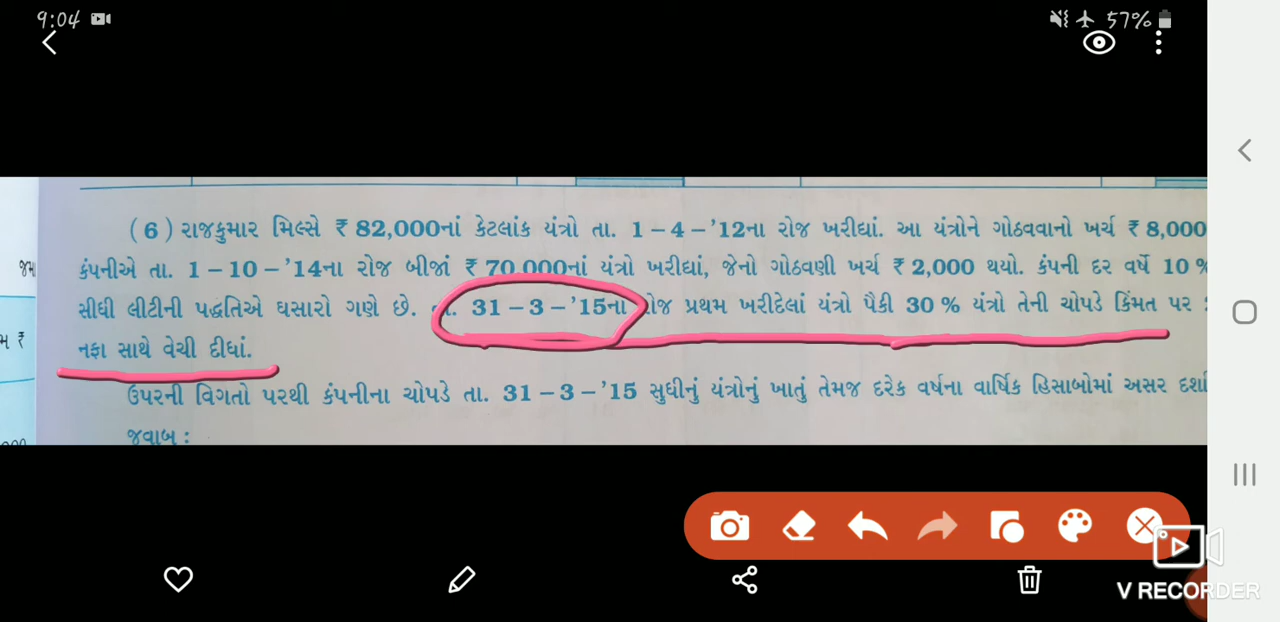 9:04
57%
(6) રાજકુમાર મિલ્સે ₹ 82,000નાં કેટલાંક યંત્રો તા. 1 – 4 – '12ના રોજ ખરીદ્યાં. આ યંત્રોને ગોઠવવાનો ખર્ચ ₹ 8,000
કંપનીએ તા. 1 – 10 – '14ના રોજ બીજાં ₹ 70,000નાં યંત્રો ખરીદ્યાં, જેનો ગોઠવણી ખર્ચ ₹ 2,000 થયો. કંપની દર વર્ષે 10 %
સીધી લીટીની પદ્ધતિએ ઘસારો ગણે છે. 31 – 3 – '15ના રોજ પ્રથમ ખરીદેલાં યંત્રો પૈકી 30 % યંત્રો તેની ચોપડે કિંમત પર
નફા સાથે વેચી દીધાં.
ઉપરની વિગતો પરથી કંપનીના ચોપડે તા. 31 – 3 – '15 સુધીનું યંત્રોનું ખાતું તેમજ દરેક વર્ષના વાર્ષિક હિસાબોમાં અસર
જવાબ :
V RECORDER